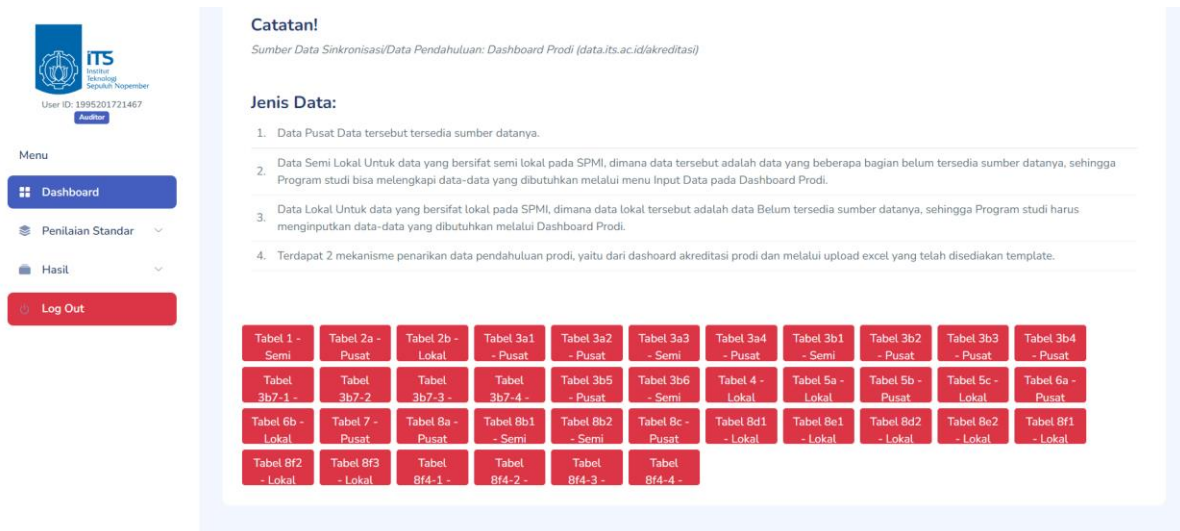 iTS
Institut
Teknologi
Sepuluh Nopember
User ID: 1995201721467
Auditor
Menu
Dashboard
Penilaian Standar
Hasil
Log Out
Catatan!
Sumber Data Sinkronisasi/Data Pendahuluan: Dashboard Prodi (data.its.ac.id/akreditasi)
Jenis Data:
1. Data Pusat Data tersebut tersedia sumber datanya.
2. Data Semi Lokal Untuk data yang bersifat semi lokal pada SPMI, dimana data tersebut adalah data yang beberapa bagian belum tersedia sumber datanya, sehingga
Program studi bisa melengkapi data-data yang dibutuhkan melalui menu Input Data pada Dashboard Prodi.
3. Data Lokal Untuk data yang bersifat lokal pada SPMI, dimana data lokal tersebut adalah data Belum tersedia sumber datanya, sehingga Program studi harus
menginputkan data-data yang dibutuhkan melalui Dashboard Prodi.
4. Terdapat 2 mekanisme penarikan data pendahuluan prodi, yaitu dari dashoard akreditasi prodi dan melalui upload excel yang telah disediakan template.
Tabel 1 - Tabel 2a - Tabel 2b - Tabel 3a1 Tabel 3a2 Tabel 3a3 Tabel 3a4 Tabel 3b1 Tabel 3b2 Tabel 3b3 Tabel 3b4
Semi Pusat Lokal - Pusat - Pusat - Semi - Pusat - Semi - Pusat - Pusat - Pusat
Tabel Tabel Tabel Tabel Tabel 3b5 Tabel 3b6 Tabel 4 - Tabel 5a - Tabel 5b - Tabel 5c - Tabel 6a -
3b7-1 - 3b7-2 3b7-3 - 3b7-4 - - Pusat - Semi Lokal Lokal Pusat Lokal Pusat
Tabel 6b - Tabel 7 - Tabel 8a - Tabel 8b1 Tabel 8b2 Tabel 8c - Tabel 8d1 Tabel 8e1 Tabel 8d2 Tabel 8e2 Tabel 8f1
Lokal Pusat Pusat - Semi - Semi Pusat - Lokal - Lokal - Lokal - Lokal - Lokal
Tabel 8f2 Tabel 8f3 Tabel Tabel Tabel Tabel
- Lokal - Lokal 8f4-1 - 8f4-2 - 8f4-3 - 8f4-4 -